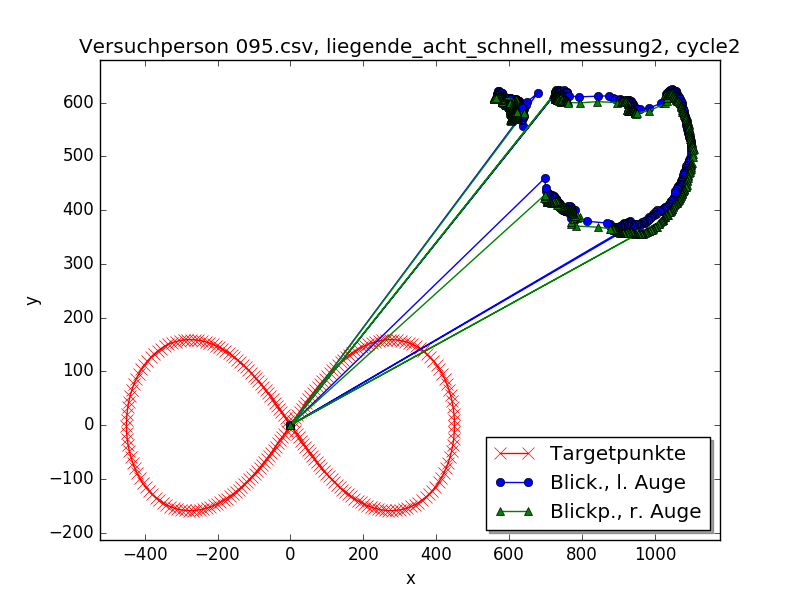 Versuchperson 095.csv, liegende_acht_schnell, messung2, cycle2
600
500
400
300
200
100
0
−100
−200
y
−400 −200 0 200 400 600 800 1000
x
Targetpunkte
Blick., l. Auge
Blickp., r. Auge